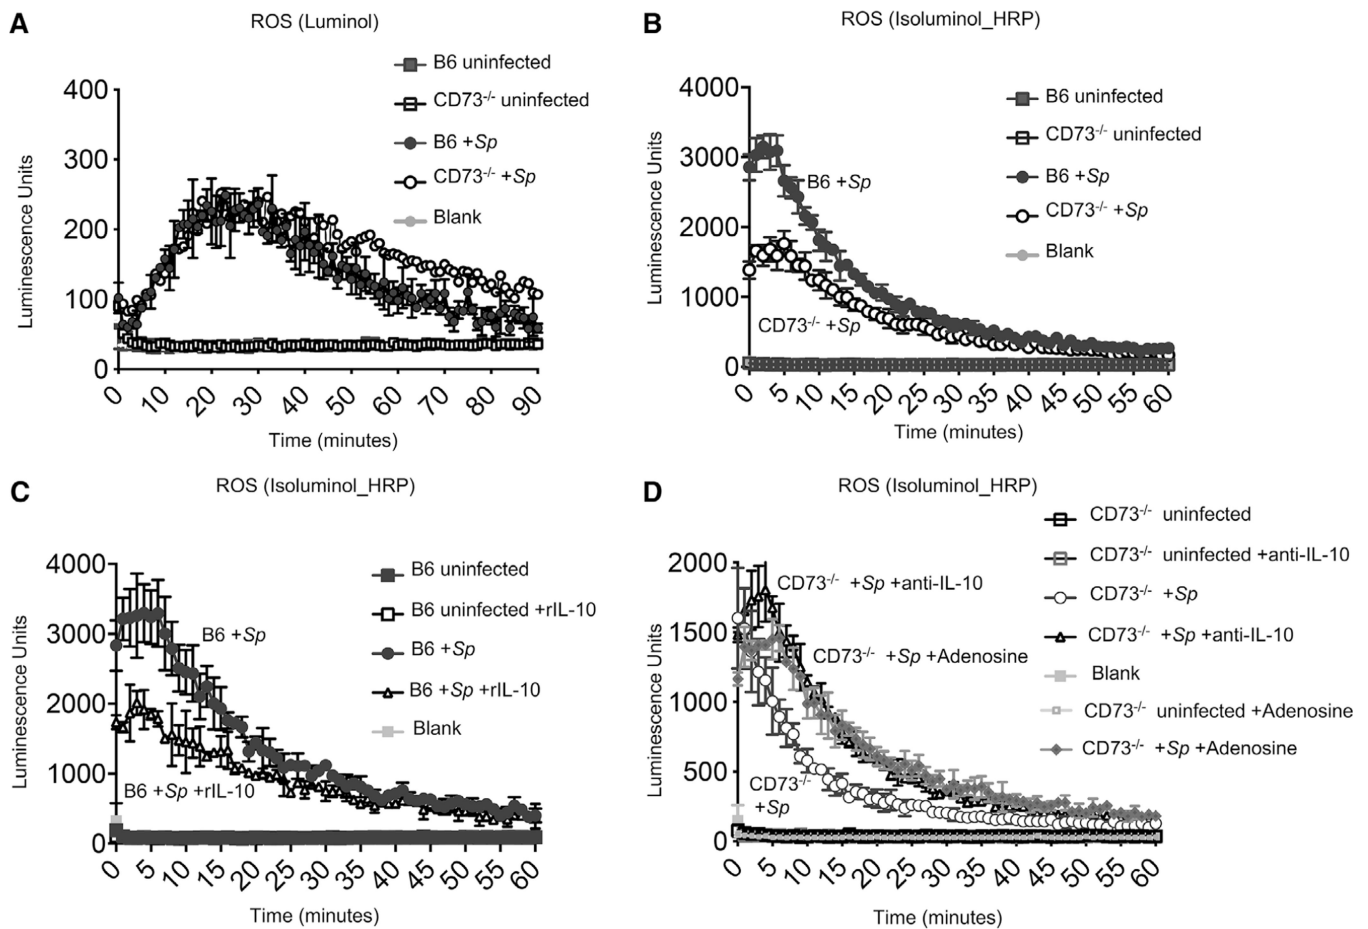 A
ROS (Luminol)
B6 uninfected
CD73-/- uninfected
B6 +Sp
CD73-/- +Sp
Blank
Luminescence Units
400
300
200
100
0
0 10 20 30 40 50 60 70 80 90
Time (minutes)
B
ROS (Isoluminol_HRP)
B6 uninfected
CD73-/- uninfected
B6 +Sp
CD73-/- +Sp
Blank
Luminescence Units
4000
3000
2000
1000
0
B6 +Sp
CD73-/- +Sp
0 5 10 15 20 25 30 35 40 45 50 55 60
Time (minutes)
C
ROS (Isoluminol_HRP)
B6 uninfected
B6 uninfected +rIL-10
B6 +Sp
B6 +Sp +rIL-10
Blank
Luminescence Units
4000
3000
2000
1000
0
B6 +Sp
B6 +Sp +rIL-10
0 5 10 15 20 25 30 35 40 45 50 55 60
Time (minutes)
D
ROS (Isoluminol_HRP)
CD73-/- uninfected
CD73-/- uninfected +anti-IL-10
CD73-/- +Sp
CD73-/- +Sp +anti-IL-10
Blank
CD73-/- uninfected +Adenosine
CD73-/- +Sp +Adenosine
Luminescence Units
2000
1500
1000
500
0
CD73-/- +Sp +anti-IL-10
CD73-/- +Sp +Adenosine
CD73-/-
+Sp
0 5 10 15 20 25 30 35 40 45 50 55 60
Time (minutes)